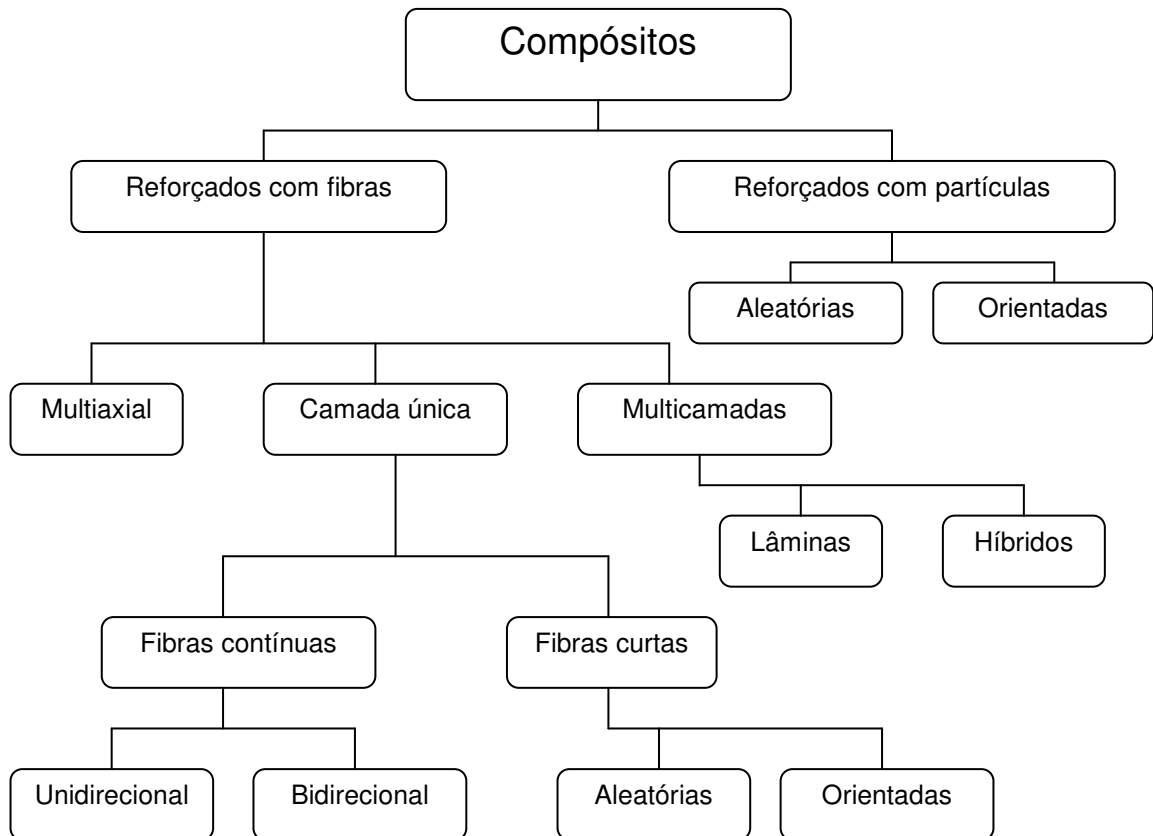 Compósitos
Reforçados com fibras
Reforçados com partículas
Aleatórias
Orientadas
Multiaxial
Camada única
Multicamadas
Lâminas
Híbridos
Fibras contínuas
Fibras curtas
Unidirecional
Bidirecional
Aleatórias
Orientadas